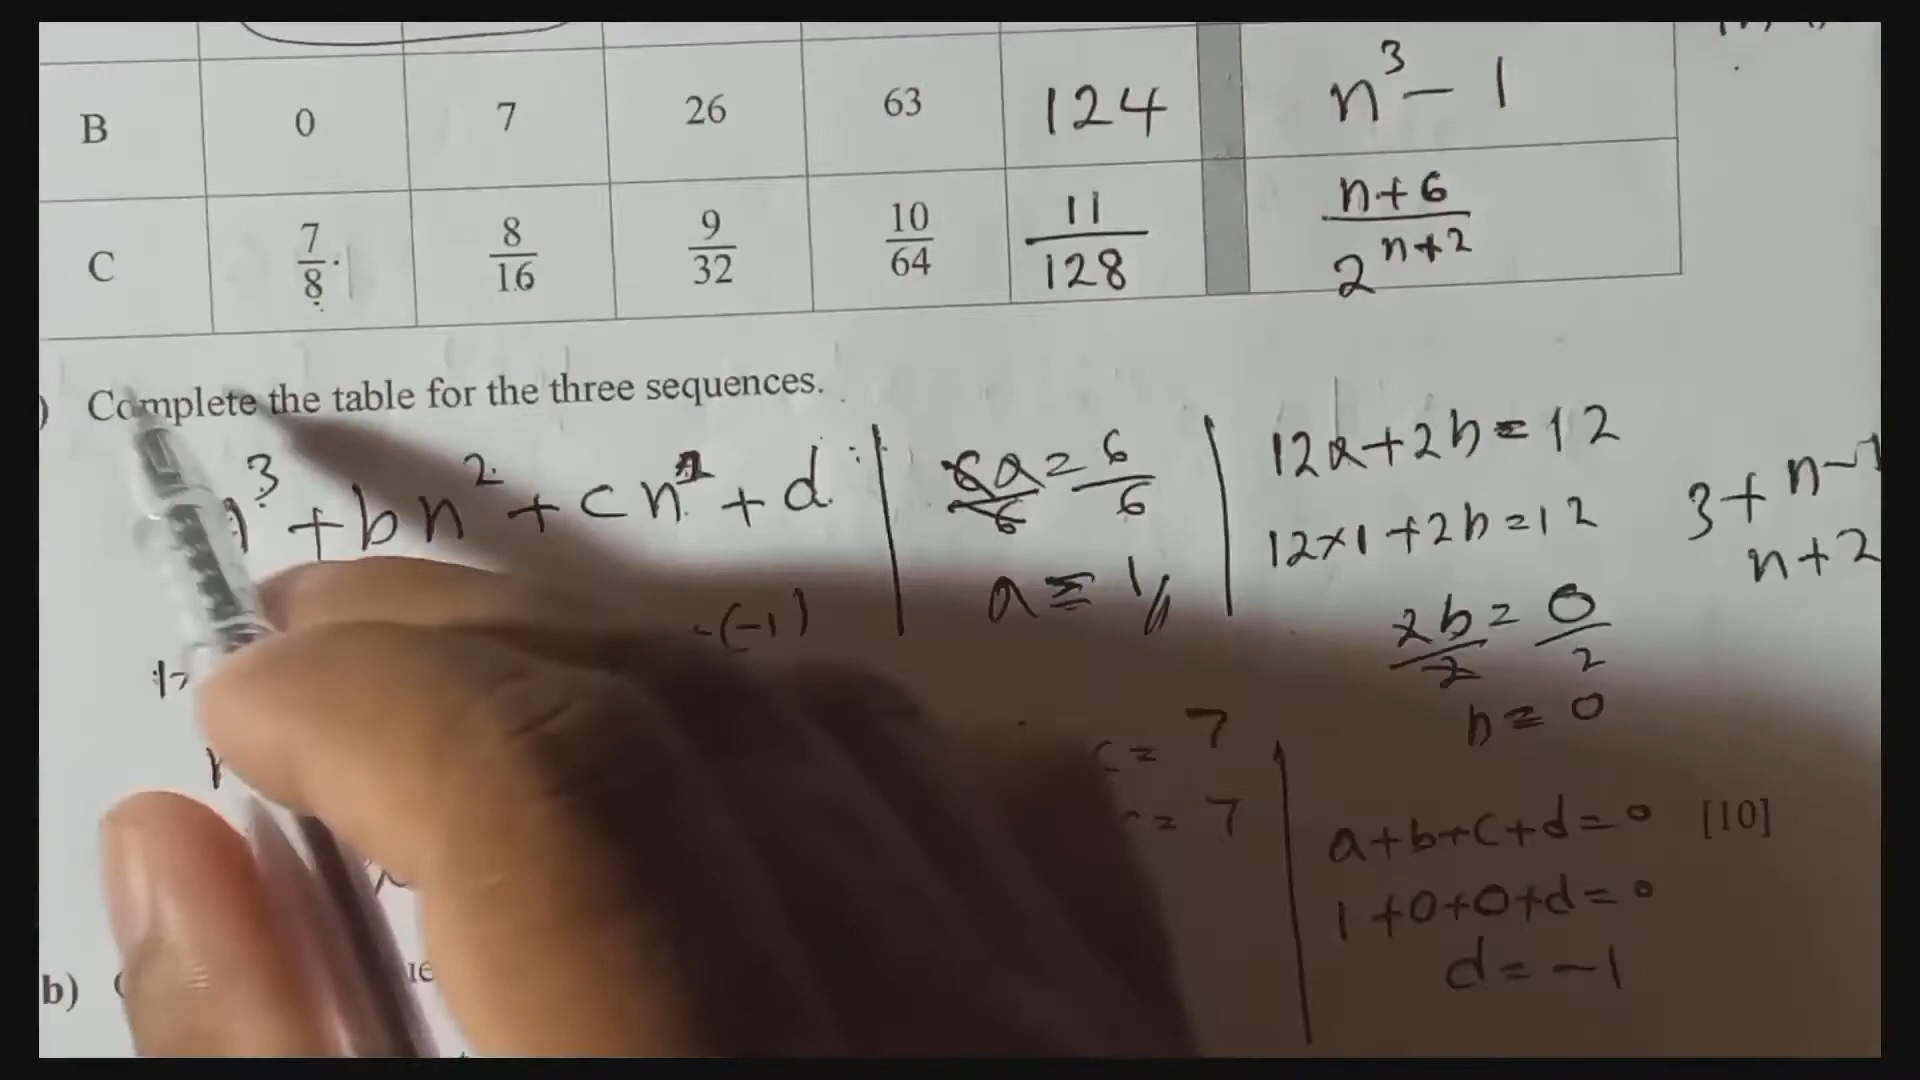 B 0 7 26 63 124 n³ - 1
C 7/8 8/16 9/32 10/64 11/128 n+6/2ⁿ⁺²
) Complete the table for the three sequences.
n³ + bn² + cn + d
-(-1)
6a = 6
6 6
a = 1
12a + 2b = 12
12×1 + 2b = 12
2b = 0
2 2
b = 0
3 + n - 1
n + 2
c = 7
= 7
a + b + c + d = 0 [10]
1 + 0 + 0 + d = 0
d = -1
b)